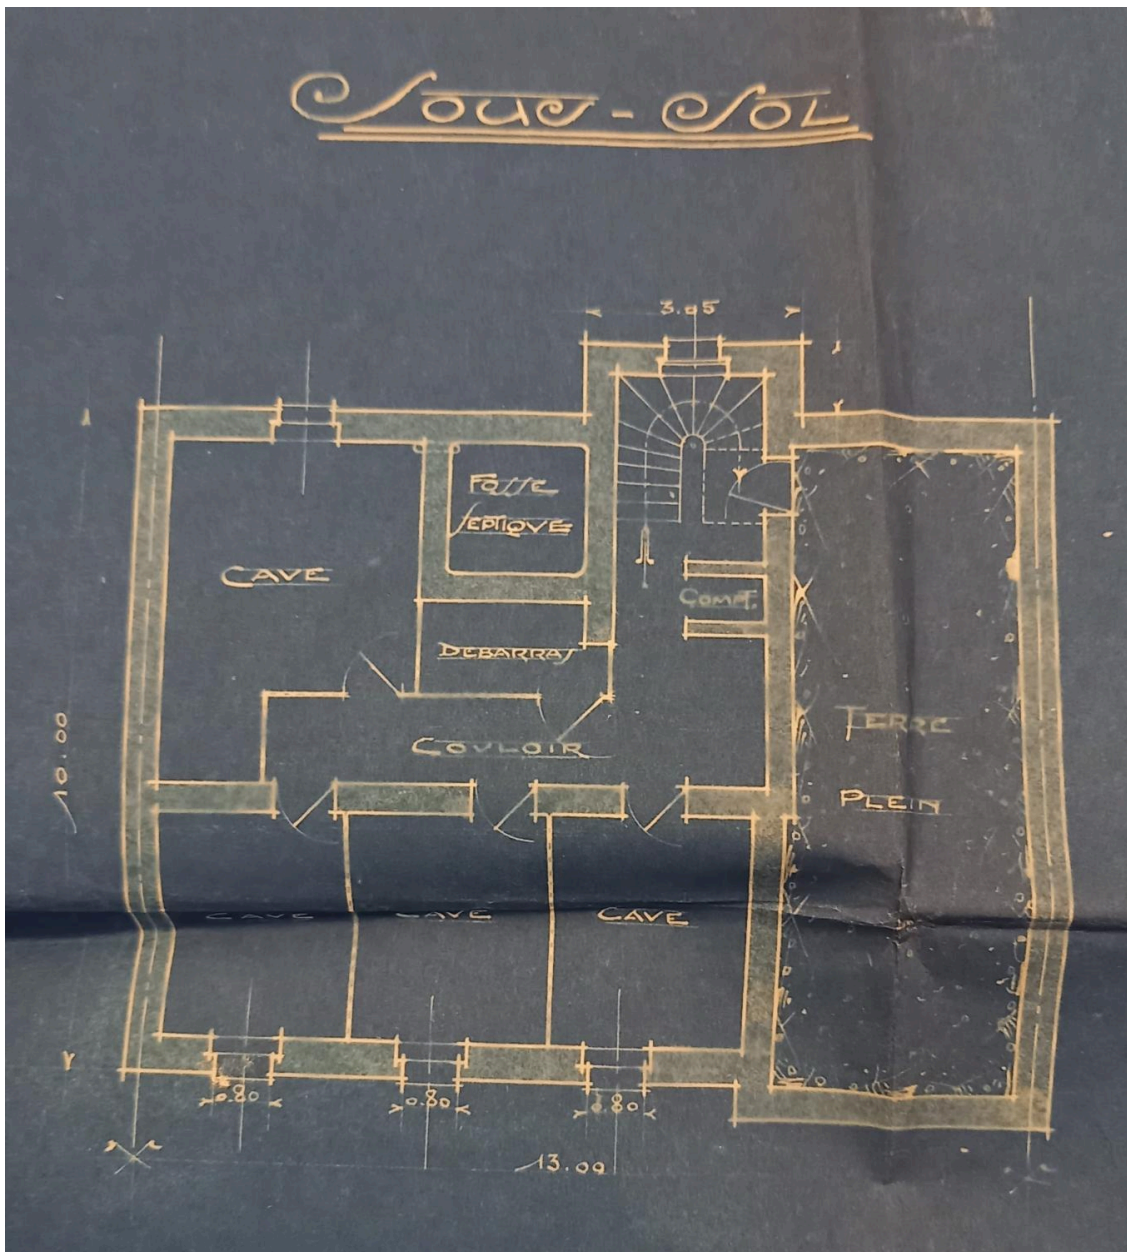 SOUS - SOL
3.05
FOSSE
SEPTIQUE
CAVE
COMPT.
DEBARRAS
TERRE
COULOIR
10.00
PLEIN
CAVE
CAVE
CAVE
0.80
0.80
0.80
13.00